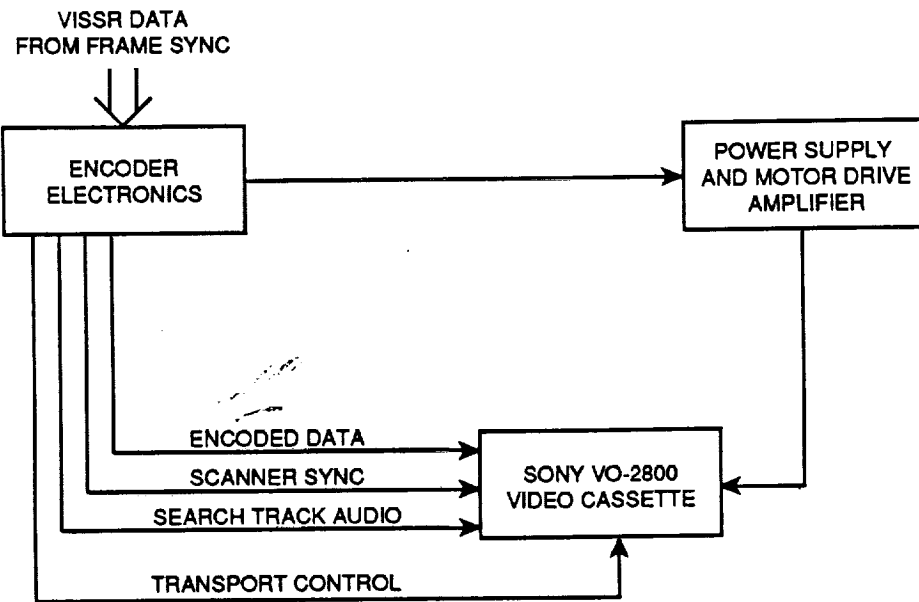 VISSR DATA
FROM FRAME SYNC
ENCODER
ELECTRONICS
POWER SUPPLY
AND MOTOR DRIVE
AMPLIFIER
ENCODED DATA
SCANNER SYNC
SEARCH TRACK AUDIO
TRANSPORT CONTROL
SONY VO-2800
VIDEO CASSETTE